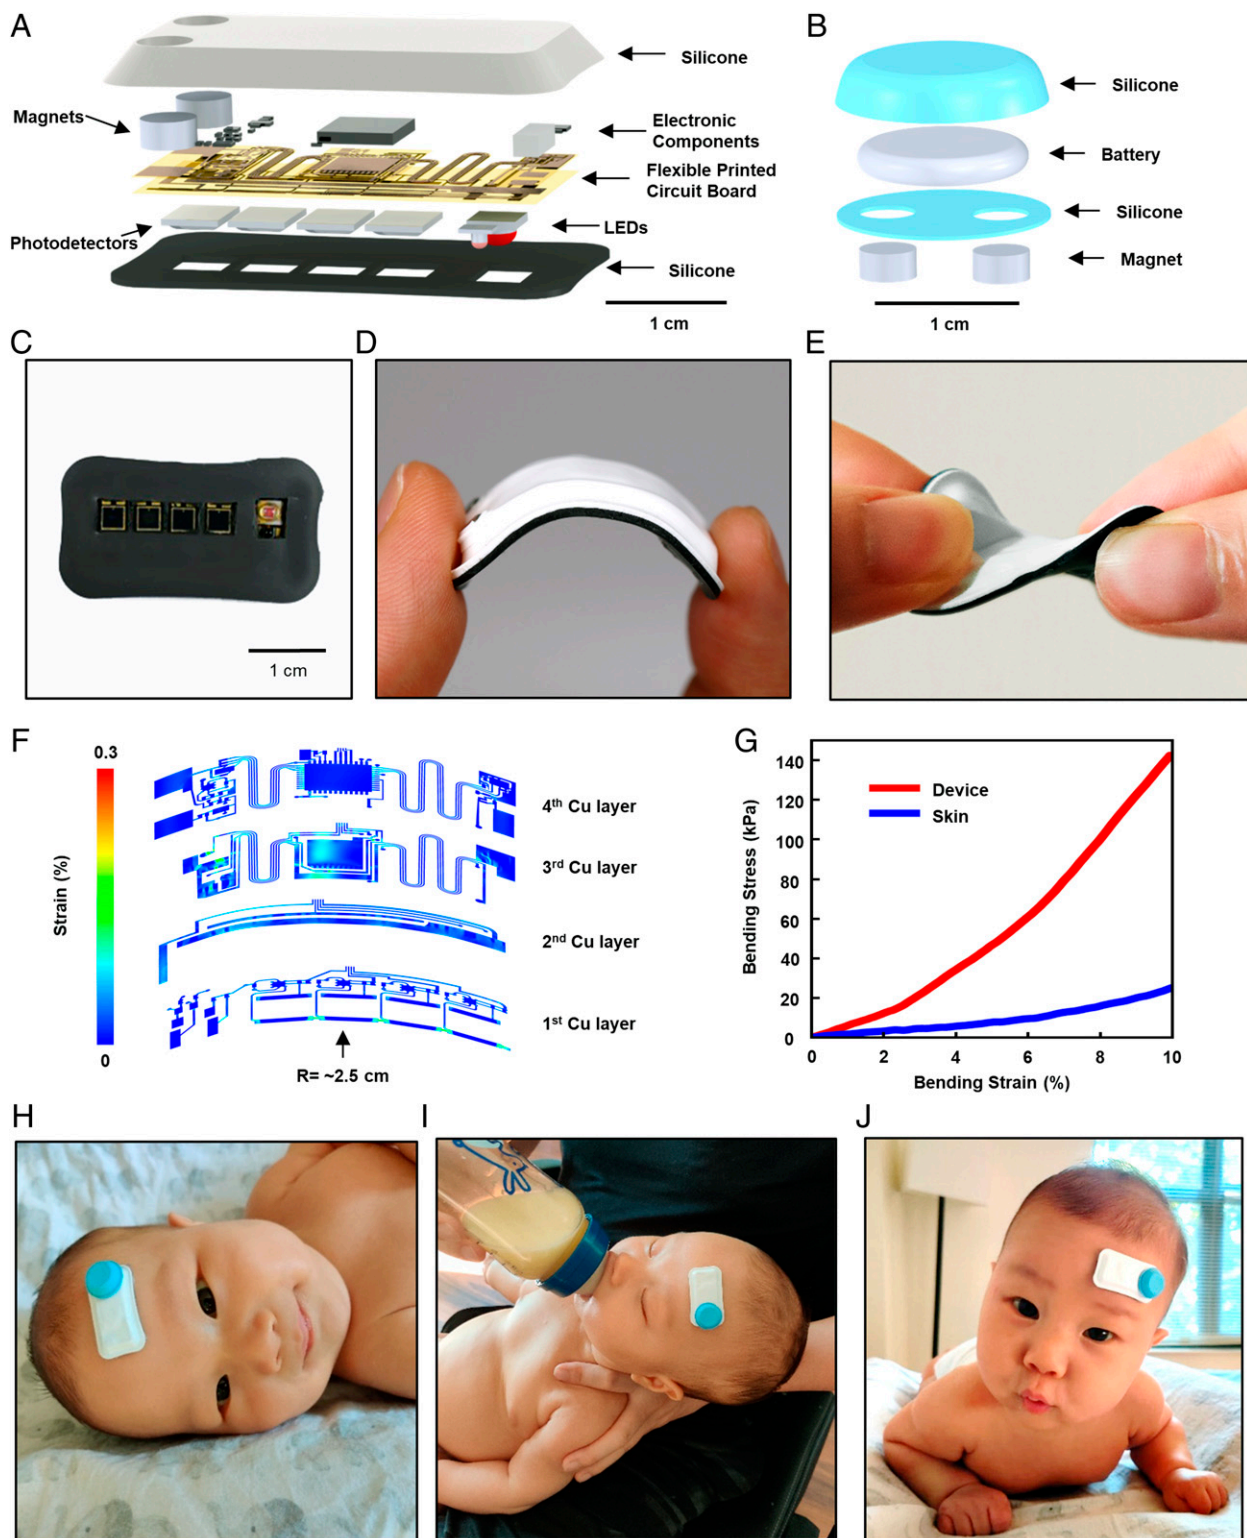 A
Silicone
Magnets
Electronic
Components
Flexible Printed
Circuit Board
Photodetectors
LEDs
Silicone
1 cm
B
Silicone
Battery
Silicone
Magnet
1 cm
C
1 cm
D
E
F
0.3
Strain (%)
0
4th Cu layer
3rd Cu layer
2nd Cu layer
1st Cu layer
R= ~2.5 cm
G
Bending Stress (kPa)
140
120
100
80
60
40
20
0
Device
Skin
0 2 4 6 8 10
Bending Strain (%)
H
I
J